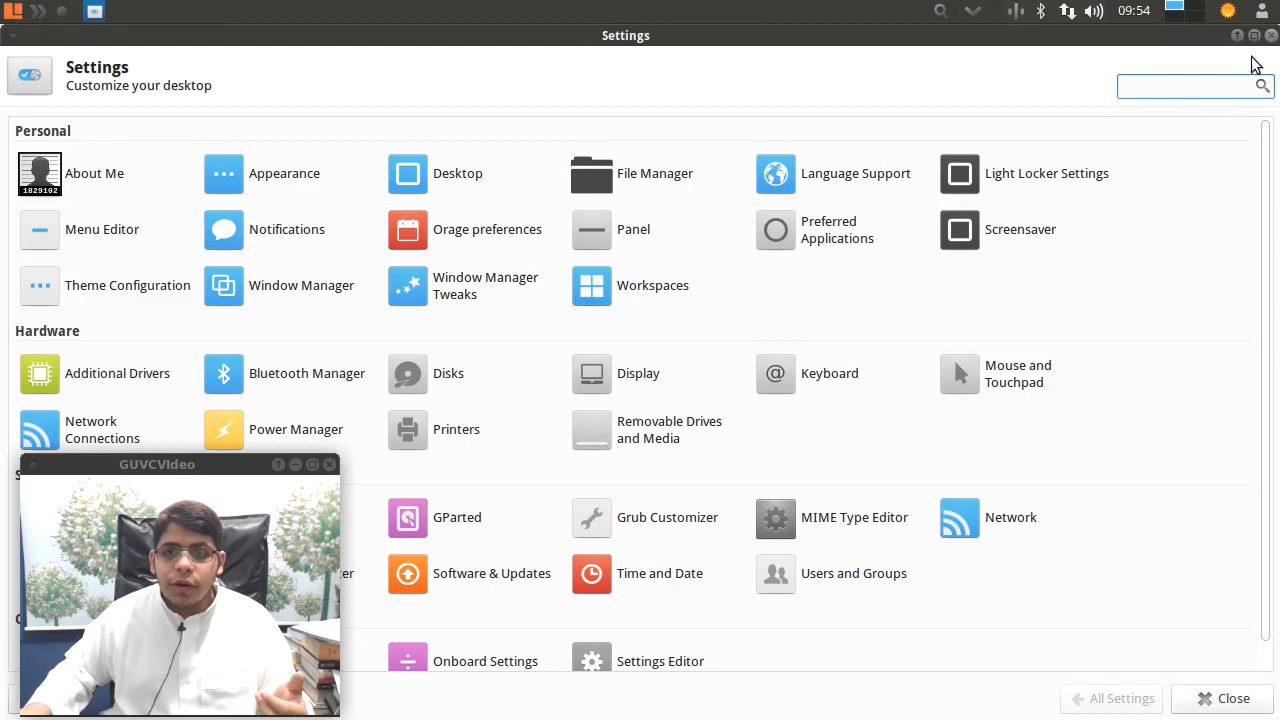 09:54
Settings
Settings
Customize your desktop
Personal
1829102
About Me
Appearance
Desktop
File Manager
Language Support
Light Locker Settings
Menu Editor
Notifications
Orage preferences
Panel
Preferred
Applications
Screensaver
Theme Configuration
Window Manager
Window Manager
Tweaks
Workspaces
Hardware
Additional Drivers
Bluetooth Manager
Disks
Display
@
Keyboard
Mouse and
Touchpad
Network
Connections
Power Manager
Printers
Removable Drives
and Media
GUVCVIdeo
GParted
Grub Customizer
MIME Type Editor
Network
Software & Updates
Time and Date
Users and Groups
Onboard Settings
Settings Editor
All Settings
Close